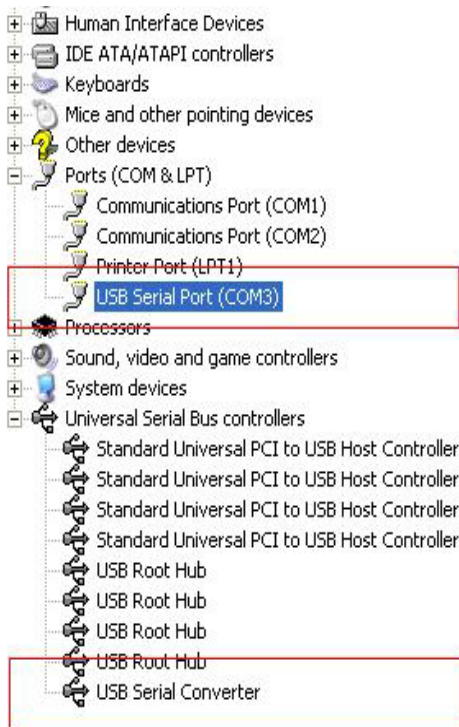 Human Interface Devices
IDE ATA/ATAPI controllers
Keyboards
Mice and other pointing devices
Other devices
Ports (COM & LPT)
Communications Port (COM1)
Communications Port (COM2)
Printer Port (LPT1)
USB Serial Port (COM3)
Processors
Sound, video and game controllers
System devices
Universal Serial Bus controllers
Standard Universal PCI to USB Host Controller
Standard Universal PCI to USB Host Controller
Standard Universal PCI to USB Host Controller
Standard Universal PCI to USB Host Controller
USB Root Hub
USB Root Hub
USB Root Hub
USB Root Hub
USB Serial Converter